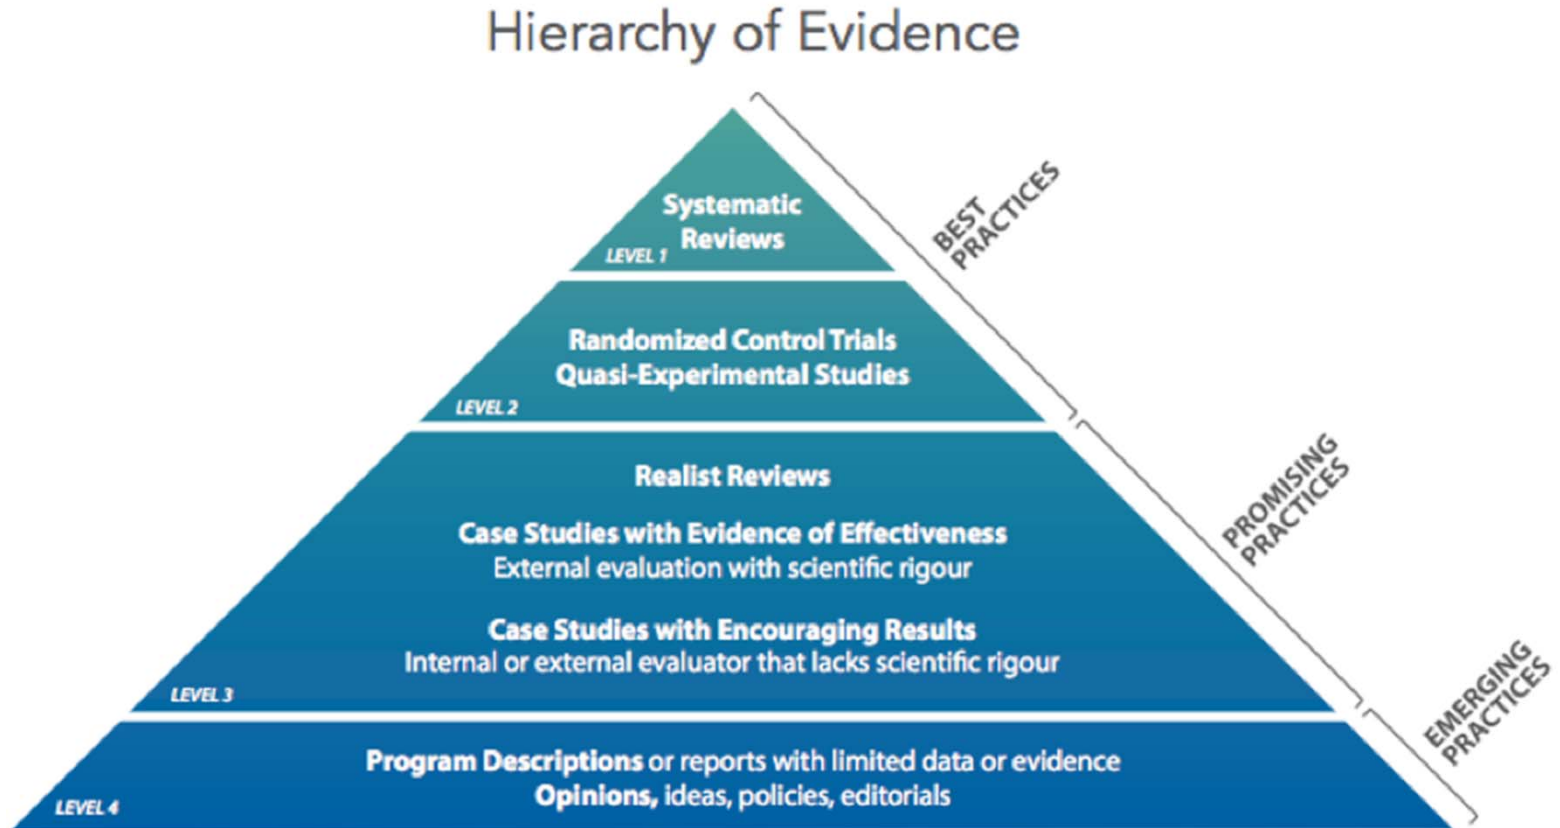 Hierarchy of Evidence
Systematic
Reviews
LEVEL 1
BEST
PRACTICES
Randomized Control Trials
Quasi-Experimental Studies
LEVEL 2
Realist Reviews
Case Studies with Evidence of Effectiveness
External evaluation with scientific rigour
Case Studies with Encouraging Results
Internal or external evaluator that lacks scientific rigour
LEVEL 3
PROMISING
PRACTICES
Program Descriptions or reports with limited data or evidence
Opinions, ideas, policies, editorials
LEVEL 4
EMERGING
PRACTICES